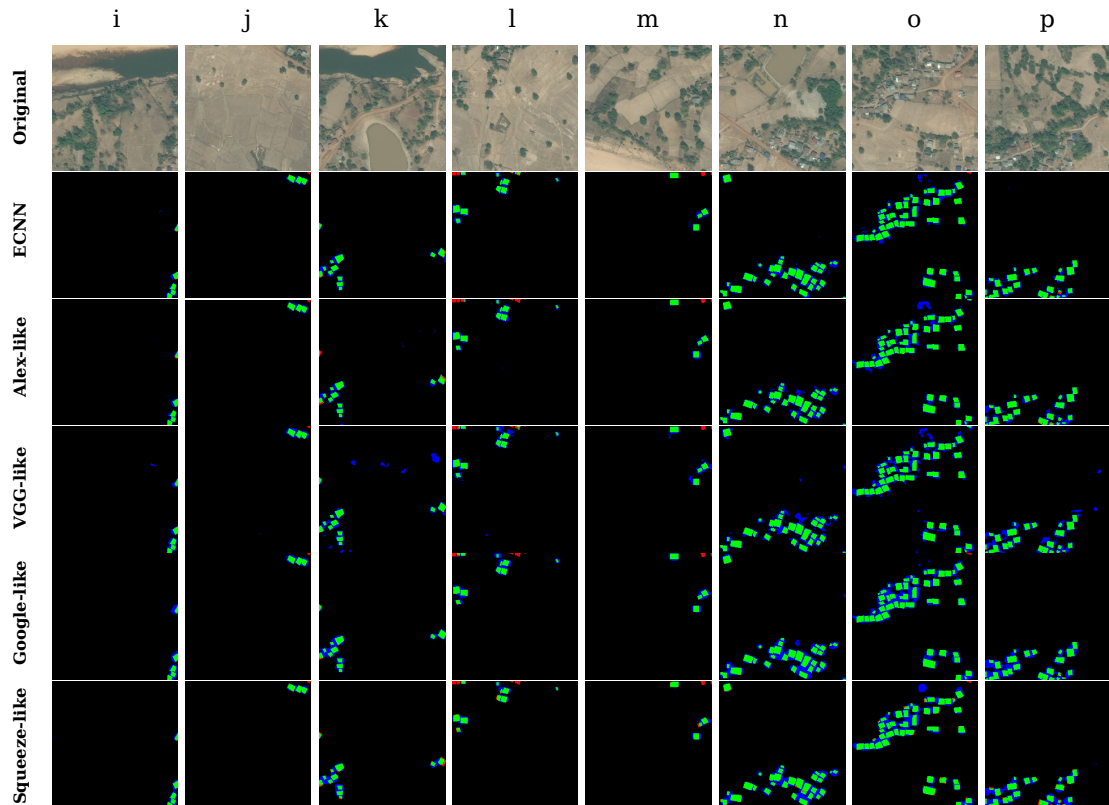 i j k l m n o p
Original
ECNN
Alex-like
VGG-like
Google-like
Squeeze-like